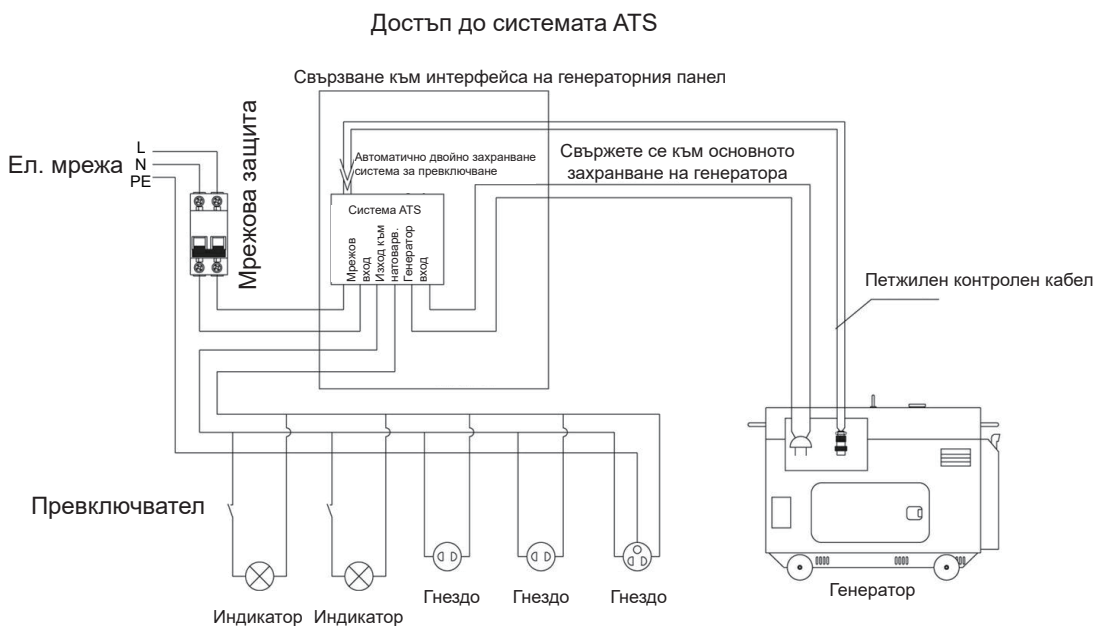 Достъп до системата ATS
Свързване към интерфейса на генераторния панел
Ел. мрежа
L
N
PE
Мрежова защита
Автоматично двойно захранване
система за превключване
Свържете се към основното
захранване на генератора
Система ATS
Мрежов
вход
Изход към
натоварв.
Генератор
вход
Петжилен контролен кабел
Превключвател
Индикатор
Индикатор
Гнездо
Гнездо
Гнездо
Генератор